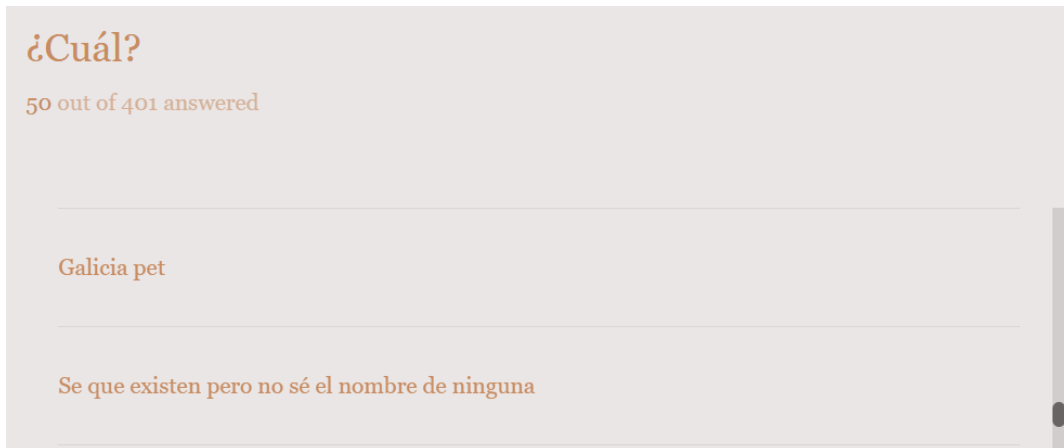 ¿Cuál?
50 out of 401 answered
Galicia pet
Se que existen pero no sé el nombre de ninguna